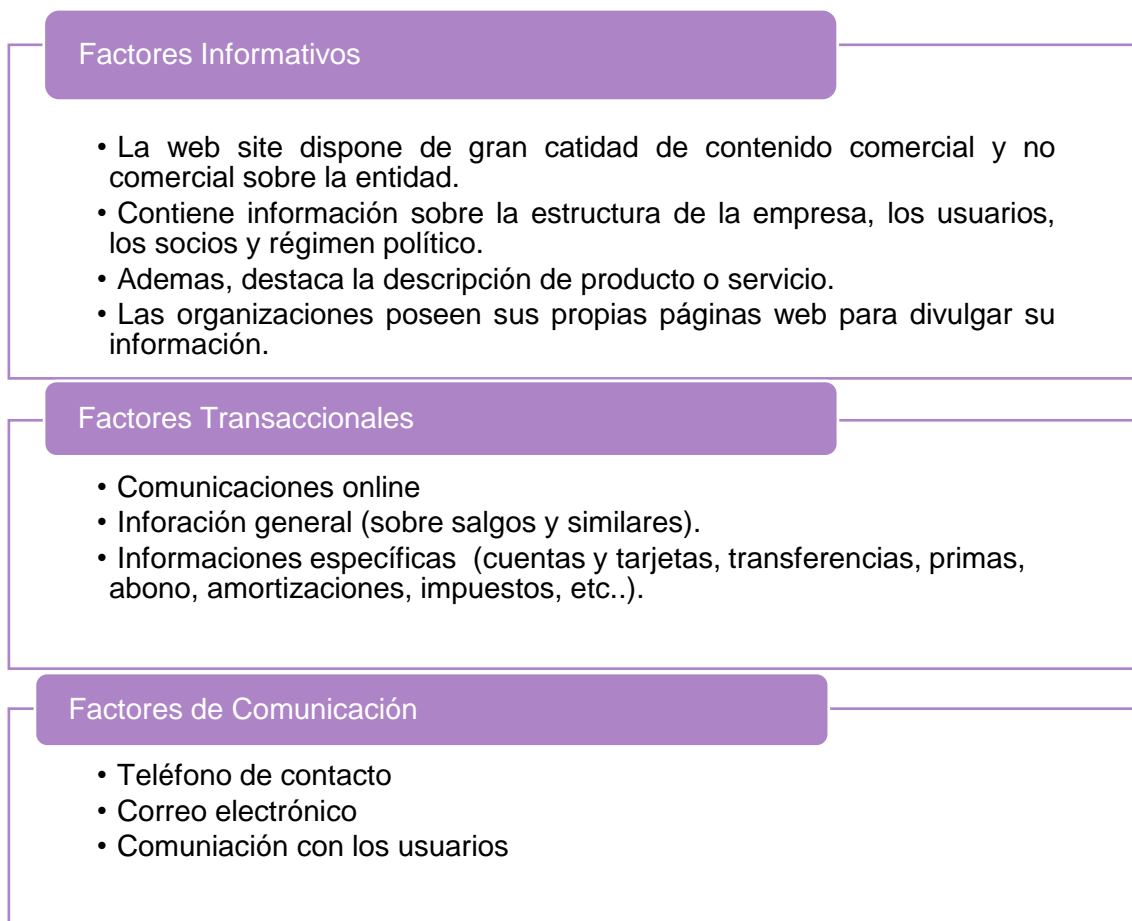 Factores Informativos
• La web site dispone de gran catidad de contenido comercial y no
comercial sobre la entidad.
• Contiene información sobre la estructura de la empresa, los usuarios,
los socios y régimen político.
• Ademas, destaca la descripción de producto o servicio.
• Las organizaciones poseen sus propias páginas web para divulgar su
información.
Factores Transaccionales
• Comunicaciones online
• Inforación general (sobre salgos y similares).
• Informaciones específicas (cuentas y tarjetas, transferencias, primas,
abono, amortizaciones, impuestos, etc..).
Factores de Comunicación
• Teléfono de contacto
• Correo electrónico
• Comuniación con los usuarios